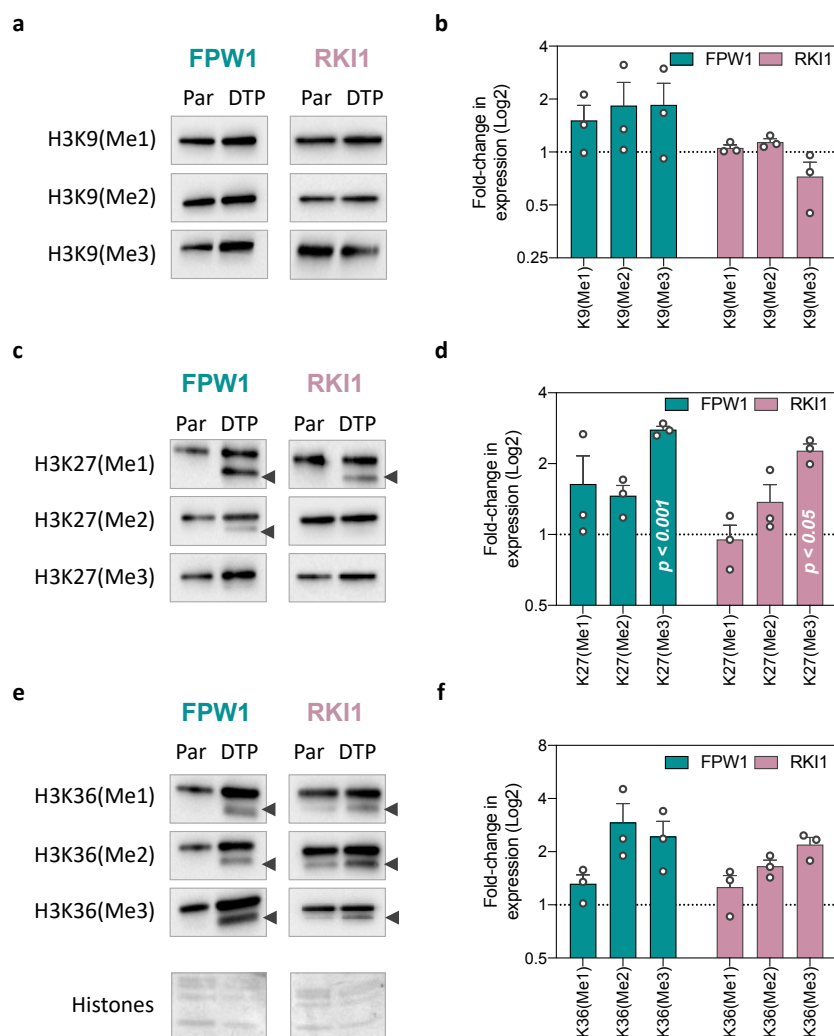 a
FPW1 RKI1
Par DTP Par DTP
H3K9(Me1)
H3K9(Me2)
H3K9(Me3)
b
FPW1 RKI1
Fold-change in
expression (Log2)
4
2
1
0.5
0.25
K9(Me1)
K9(Me2)
K9(Me3)
K9(Me1)
K9(Me2)
K9(Me3)
c
FPW1 RKI1
Par DTP Par DTP
H3K27(Me1)
H3K27(Me2)
H3K27(Me3)
d
FPW1 RKI1
Fold-change in
expression (Log2)
4
2
1
0.5
p < 0.001
p < 0.05
K27(Me1)
K27(Me2)
K27(Me3)
K27(Me1)
K27(Me2)
K27(Me3)
e
FPW1 RKI1
Par DTP Par DTP
H3K36(Me1)
H3K36(Me2)
H3K36(Me3)
Histones
f
FPW1 RKI1
Fold-change in
expression (Log2)
8
4
2
1
0.5
K36(Me1)
K36(Me2)
K36(Me3)
K36(Me1)
K36(Me2)
K36(Me3)